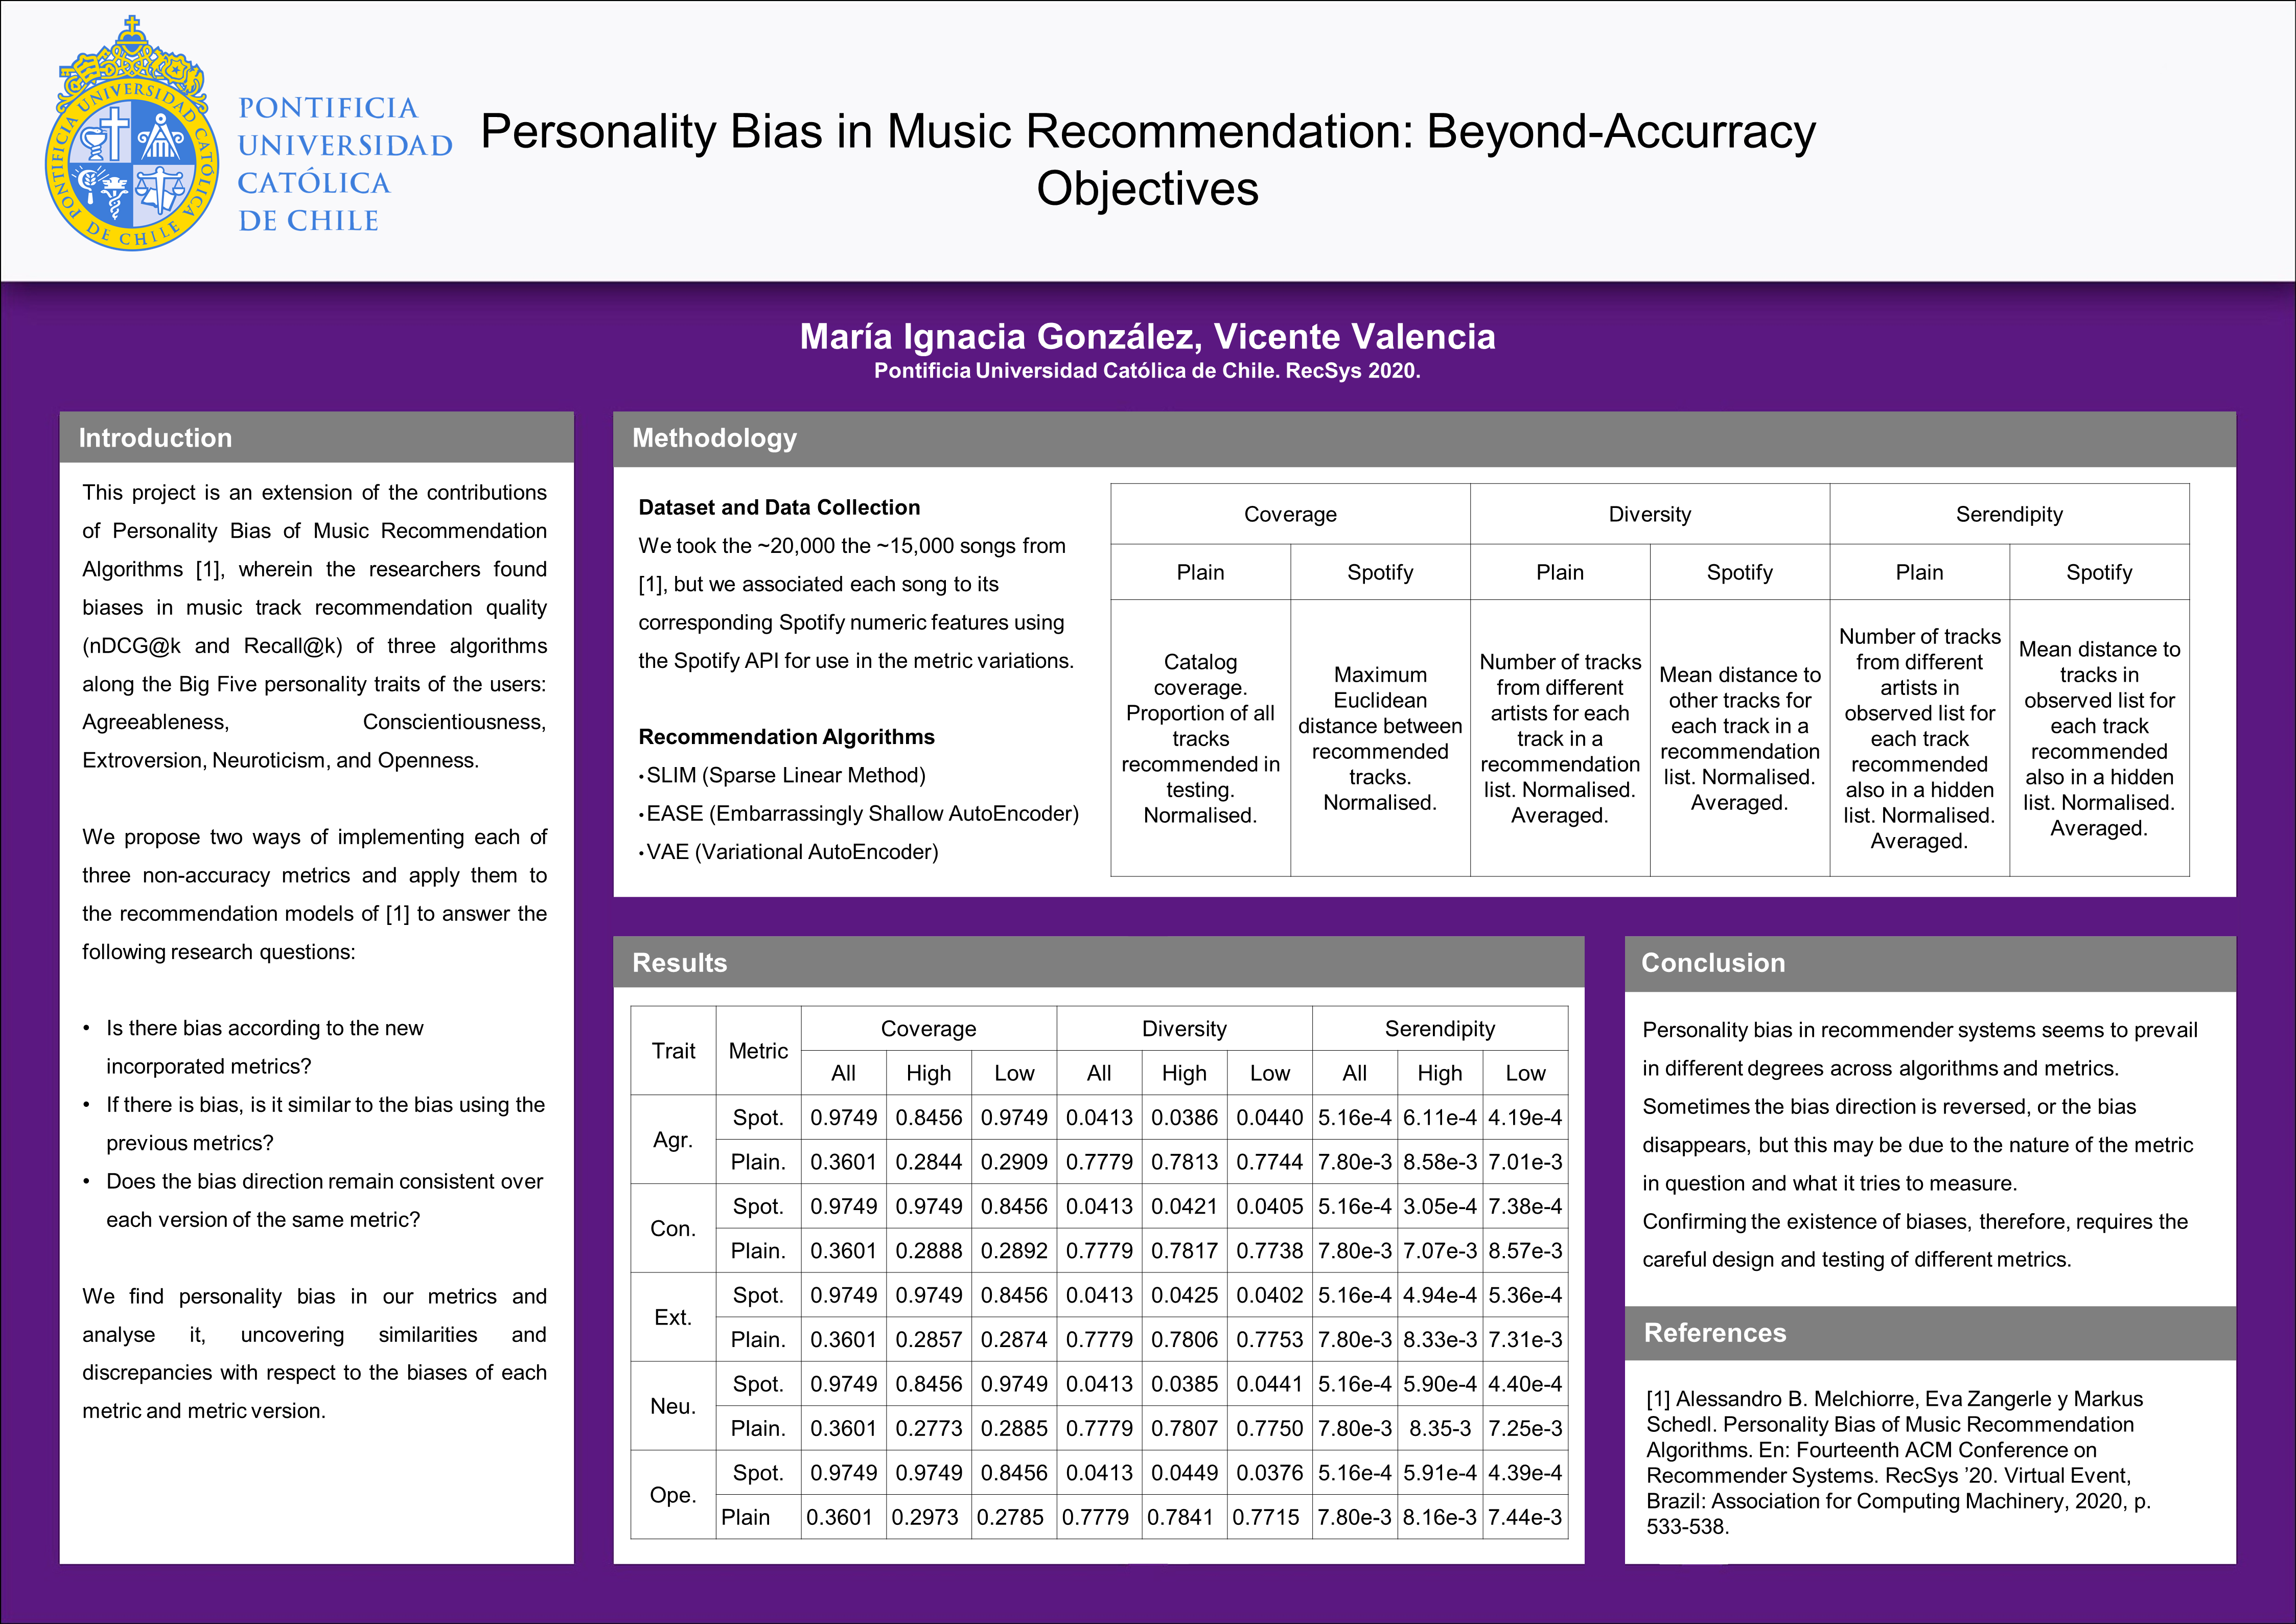 PONTIFICIA UNIVERSIDAD CATÓLICA DE CHILE
PONTIFICIA
UNIVERSIDAD
CATÓLICA
DE CHILE
Personality Bias in Music Recommendation: Beyond-Accurracy
Objectives
María Ignacia González, Vicente Valencia
Pontificia Universidad Católica de Chile. RecSys 2020.
Introduction
This project is an extension of the contributions
of Personality Bias of Music Recommendation
Algorithms [1], wherein the researchers found
biases in music track recommendation quality
(nDCG@k and Recall@k) of three algorithms
along the Big Five personality traits of the users:
Agreeableness, Conscientiousness,
Extroversion, Neuroticism, and Openness.
We propose two ways of implementing each of
three non-accuracy metrics and apply them to
the recommendation models of [1] to answer the
following research questions:
• Is there bias according to the new
incorporated metrics?
• If there is bias, is it similar to the bias using the
previous metrics?
• Does the bias direction remain consistent over
each version of the same metric?
We find personality bias in our metrics and
analyse it, uncovering similarities and
discrepancies with respect to the biases of each
metric and metric version.
Methodology
Dataset and Data Collection
We took the ~20,000 the ~15,000 songs from
[1], but we associated each song to its
corresponding Spotify numeric features using
the Spotify API for use in the metric variations.
Recommendation Algorithms
• SLIM (Sparse Linear Method)
• EASE (Embarrassingly Shallow AutoEncoder)
• VAE (Variational AutoEncoder)
Coverage Diversity Serendipity
Plain Spotify Plain Spotify Plain Spotify
Catalog
coverage.
Proportion of all
tracks
recommended in
testing.
Normalised.
Maximum
Euclidean
distance between
recommended
tracks.
Normalised.
Number of tracks
from different
artists for each
track in a
recommendation
list. Normalised.
Averaged.
Mean distance to
other tracks for
each track in a
recommendation
list. Normalised.
Averaged.
Number of tracks
from different
artists in
observed list for
each track
recommended
also in a hidden
list. Normalised.
Averaged.
Mean distance to
tracks in
observed list for
each track
recommended
also in a hidden
list. Normalised.
Averaged.
Results
Trait Metric Coverage Diversity Serendipity
All High Low All High Low All High Low
Agr. Spot. 0.9749 0.8456 0.9749 0.0413 0.0386 0.0440 5.16e-4 6.11e-4 4.19e-4
Plain. 0.3601 0.2844 0.2909 0.7779 0.7813 0.7744 7.80e-3 8.58e-3 7.01e-3
Con. Spot. 0.9749 0.9749 0.8456 0.0413 0.0421 0.0405 5.16e-4 3.05e-4 7.38e-4
Plain. 0.3601 0.2888 0.2892 0.7779 0.7817 0.7738 7.80e-3 7.07e-3 8.57e-3
Ext. Spot. 0.9749 0.9749 0.8456 0.0413 0.0425 0.0402 5.16e-4 4.94e-4 5.36e-4
Plain. 0.3601 0.2857 0.2874 0.7779 0.7806 0.7753 7.80e-3 8.33e-3 7.31e-3
Neu. Spot. 0.9749 0.8456 0.9749 0.0413 0.0385 0.0441 5.16e-4 5.90e-4 4.40e-4
Plain. 0.3601 0.2773 0.2885 0.7779 0.7807 0.7750 7.80e-3 8.35-3 7.25e-3
Ope. Spot. 0.9749 0.9749 0.8456 0.0413 0.0449 0.0376 5.16e-4 5.91e-4 4.39e-4
Plain 0.3601 0.2973 0.2785 0.7779 0.7841 0.7715 7.80e-3 8.16e-3 7.44e-3
Conclusion
Personality bias in recommender systems seems to prevail
in different degrees across algorithms and metrics.
Sometimes the bias direction is reversed, or the bias
disappears, but this may be due to the nature of the metric
in question and what it tries to measure.
Confirming the existence of biases, therefore, requires the
careful design and testing of different metrics.
References
[1] Alessandro B. Melchiorre, Eva Zangerle y Markus
Schedl. Personality Bias of Music Recommendation
Algorithms. En: Fourteenth ACM Conference on
Recommender Systems. RecSys ’20. Virtual Event,
Brazil: Association for Computing Machinery, 2020, p.
533-538.